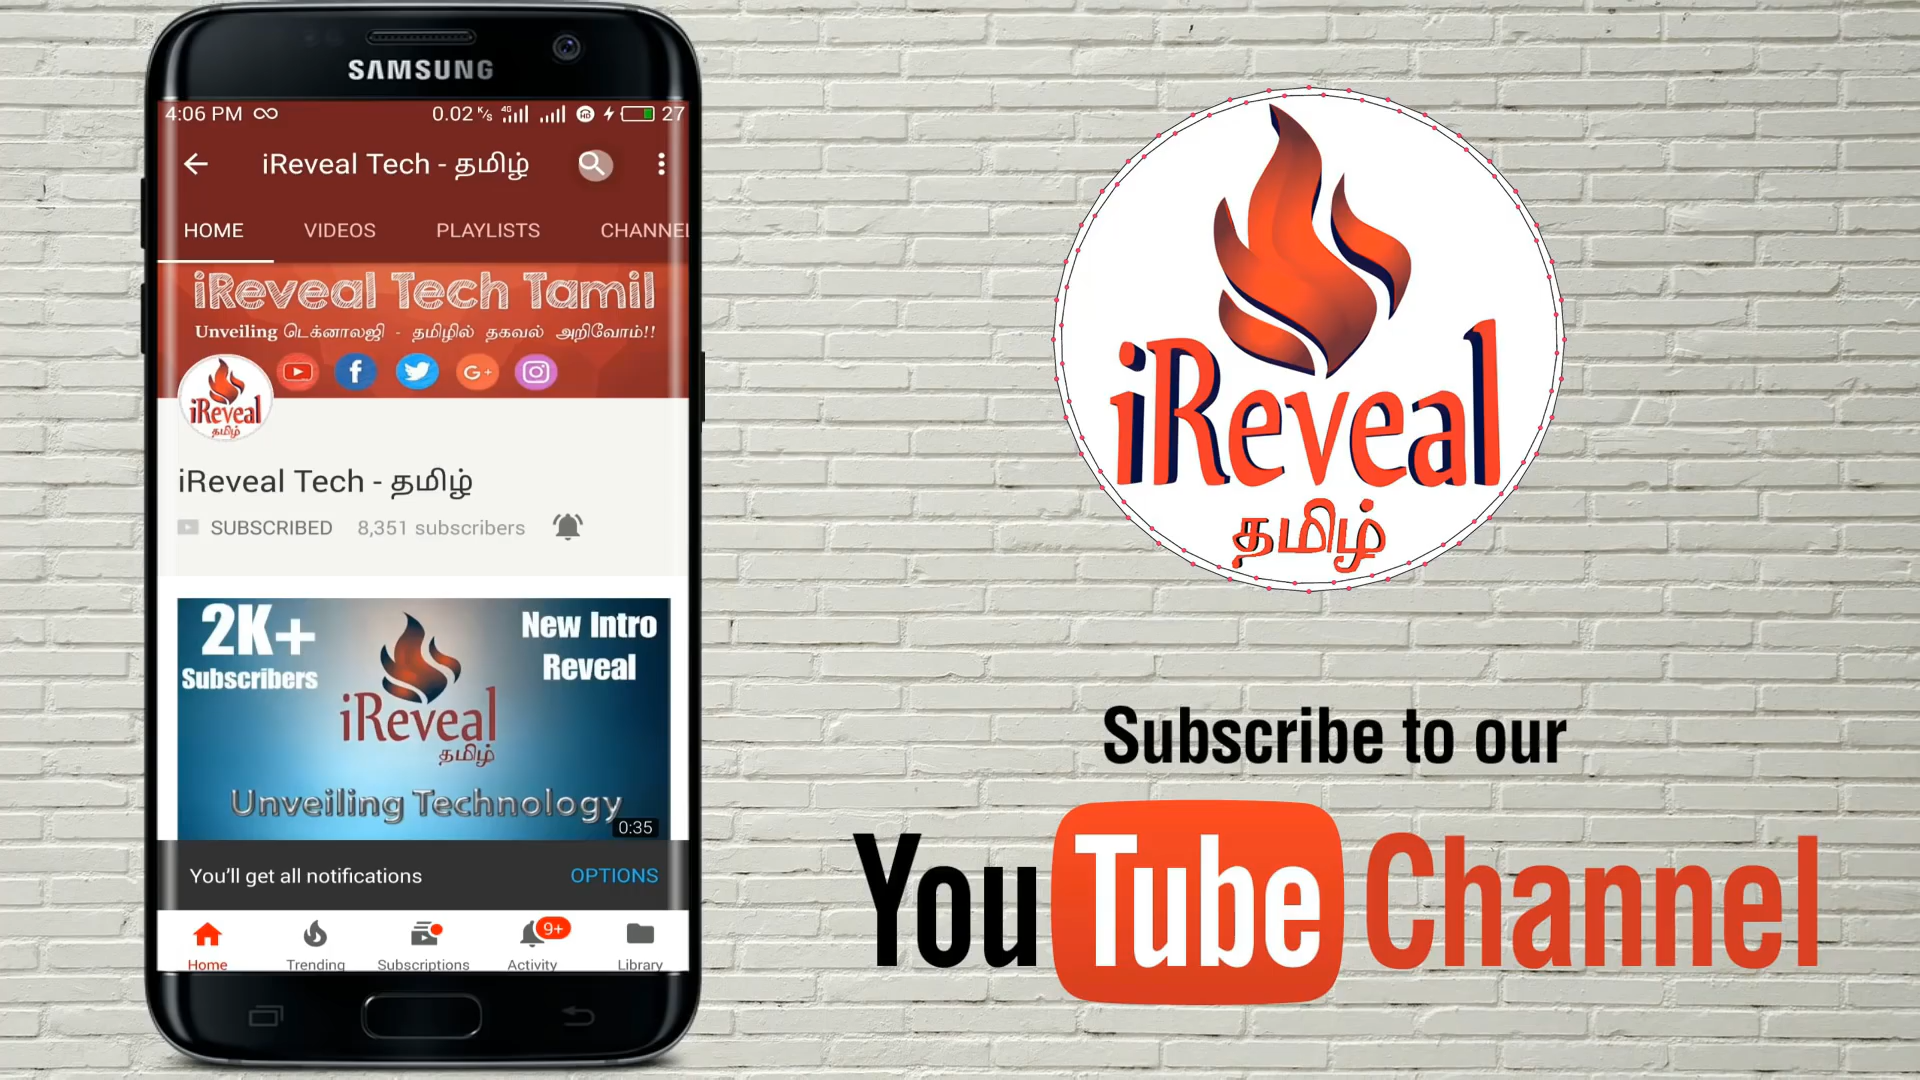 SAMSUNG
4:06 PM
0.02 K/s 4G 27
iReveal Tech - தமிழ்
HOME VIDEOS PLAYLISTS CHANNEL
iReveal Tech Tamil
Unveiling டெக்னாலஜி - தமிழில் தகவல் அறிவோம்!!
G+
iReveal
தமிழ்
iReveal Tech - தமிழ்
SUBSCRIBED 8,351 subscribers
2K+
Subscribers
New Intro
Reveal
iReveal
தமிழ்
Unveiling Technology
0:35
You'll get all notifications OPTIONS
9+
Home Trending Subscriptions Activity Library
iReveal
தமிழ்
Subscribe to our
YouTube Channel